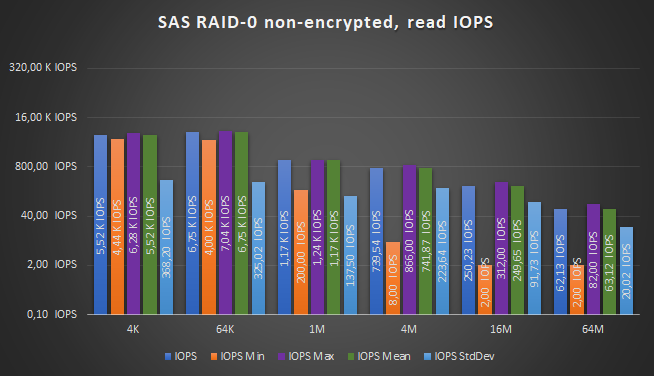 SAS RAID-0 non-encrypted, read IOPS
320,00 K IOPS
16,00 K IOPS
800,00 IOPS
40,00 IOPS
2,00 IOPS
0,10 IOPS
5,52 K IOPS
4,44 K IOPS
6,28 K IOPS
5,52 K IOPS
368,20 IOPS
6,75 K IOPS
4,00 K IOPS
7,04 K IOPS
6,75 K IOPS
325,02 IOPS
1,17 K IOPS
200,00 IOPS
1,24 K IOPS
1,17 K IOPS
137,50 IOPS
739,54 IOPS
8,00 IOPS
866,00 IOPS
741,87 IOPS
223,64 IOPS
250,23 IOPS
2,00 IOPS
312,00 IOPS
249,65 IOPS
91,73 IOPS
62,13 IOPS
2,00 IOPS
82,00 IOPS
63,12 IOPS
20,02 IOPS
4K 64K 1M 4M 16M 64M
IOPS IOPS Min IOPS Max IOPS Mean IOPS StdDev